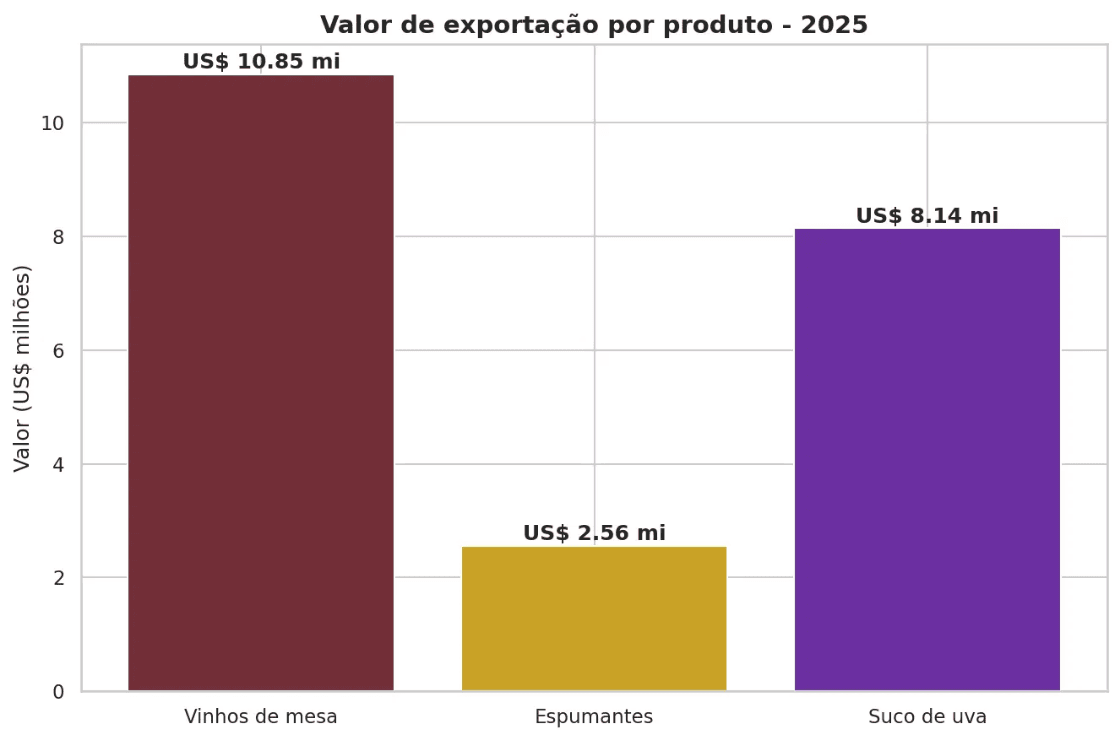 Valor de exportação por produto - 2025
US$ 10.85 mi
10
US$ 8.14 mi
8
Valor (US$ milhões)
6
4
US$ 2.56 mi
2
0
Vinhos de mesa
Espumantes
Suco de uva